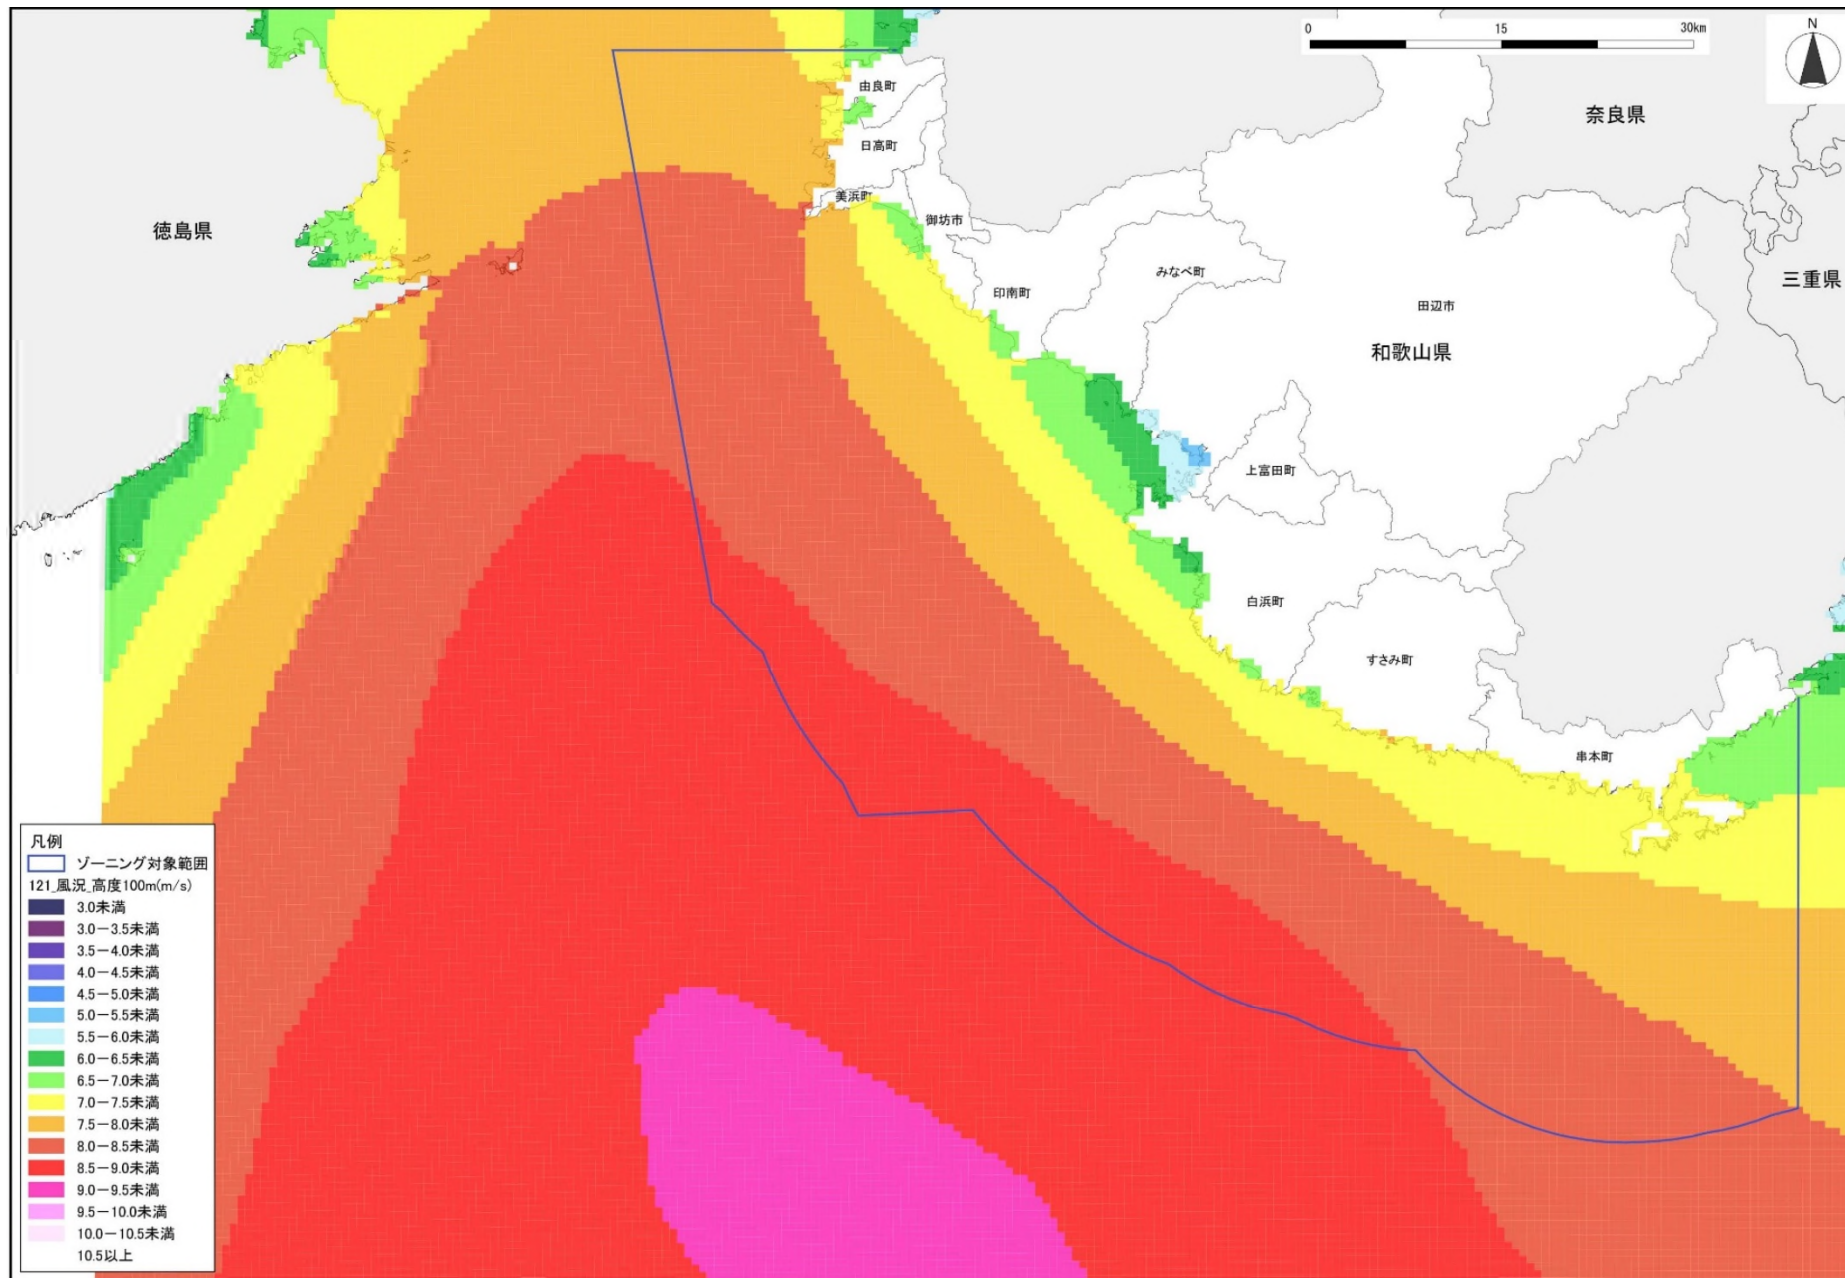 0 15 30km
N
由良町
奈良県
日高町
美浜町
御坊市
徳島県
みなべ町
三重県
印南町
田辺市
和歌山県
上富田町
白浜町
すさみ町
串本町
凡例
ゾーニング対象範囲
121_風況_高度100m(m/s)
3.0未満
3.0－3.5未満
3.5－4.0未満
4.0－4.5未満
4.5－5.0未満
5.0－5.5未満
5.5－6.0未満
6.0－6.5未満
6.5－7.0未満
7.0－7.5未満
7.5－8.0未満
8.0－8.5未満
8.5－9.0未満
9.0－9.5未満
9.5－10.0未満
10.0－10.5未満
10.5以上